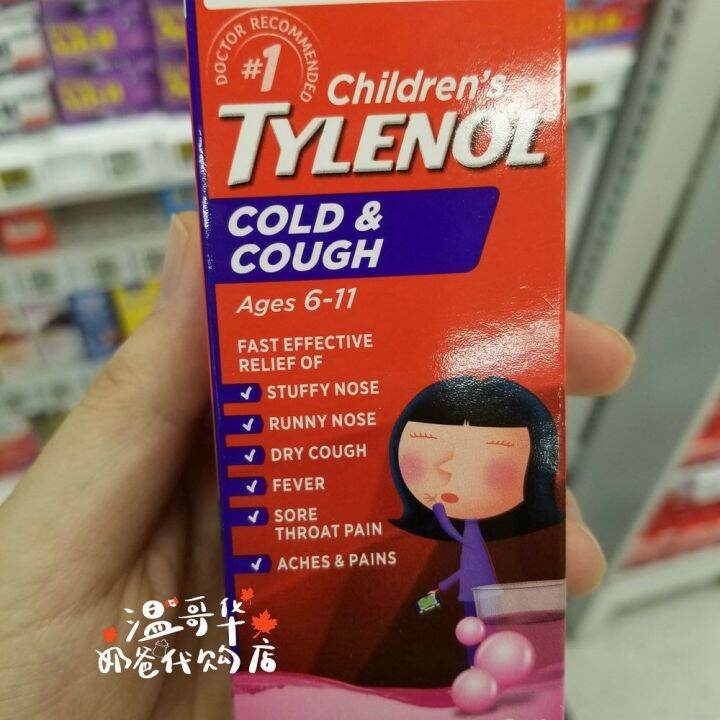 DOCTOR RECOMMENDED
#1
Children's
TYLENOL
COLD &
COUGH
Ages 6-11
FAST EFFECTIVE
RELIEF OF
STUFFY NOSE
RUNNY NOSE
DRY COUGH
FEVER
SORE
THROAT PAIN
ACHES & PAINS
温哥华
奶爸代购店